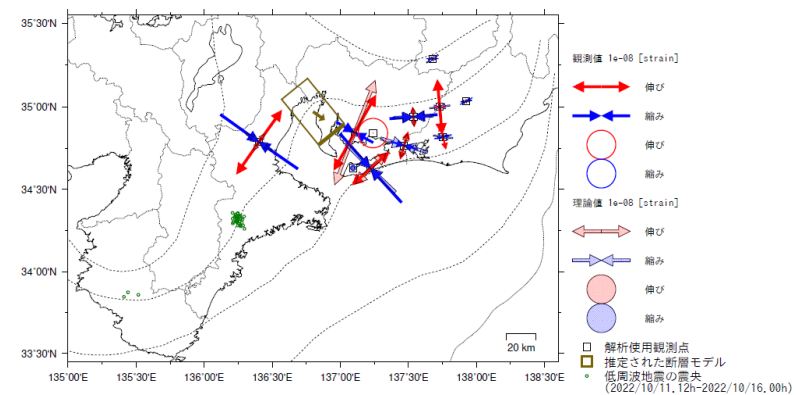 35°30'N
35°00'N
34°30'N
34°00'N
33°30'N
135°00'E
135°30'E
136°00'E
136°30'E
137°00'E
137°30'E
138°00'E
138°30'E
20 km
観測値 1e-08 [strain]
伸び
縮み
伸び
縮み
理論値 1e-08 [strain]
伸び
縮み
伸び
縮み
解析使用観測点
推定された断層モデル
低周波地震の震央
(2022/10/11.12h-2022/10/16.00h)